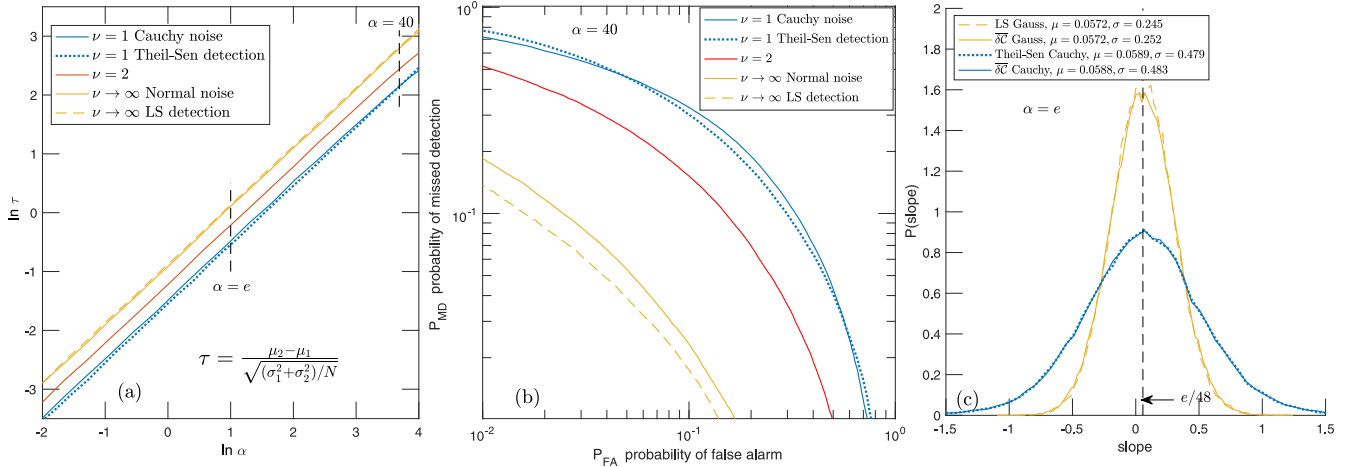 3
2
1
0
-1
-2
-3
ln τ
-2
-1
0
1
2
3
4
ln α
ν = 1 Cauchy noise
ν = 1 Theil-Sen detection
ν = 2
ν → ∞ Normal noise
ν → ∞ LS detection
α = 40
α = e
τ = \frac{μ₂−μ₁}{\sqrt{(σ₁²+σ₂²)/N}}
(a)
10⁰
10⁻¹
P_MD probability of missed detection
10⁻²
10⁻¹
10⁰
P_FA probability of false alarm
α = 40
ν = 1 Cauchy noise
ν = 1 Theil-Sen detection
ν = 2
ν → ∞ Normal noise
ν → ∞ LS detection
(b)
2
1.8
1.6
1.4
1.2
1
0.8
0.6
0.4
0.2
0
P(slope)
-1.5
-1
-0.5
0
0.5
1
1.5
slope
LS Gauss, μ = 0.0572, σ = 0.245
\overline{δC} Gauss, μ = 0.0572, σ = 0.252
Theil-Sen Cauchy, μ = 0.0589, σ = 0.479
\overline{δC} Cauchy, μ = 0.0588, σ = 0.483
α = e
e/48
(c)